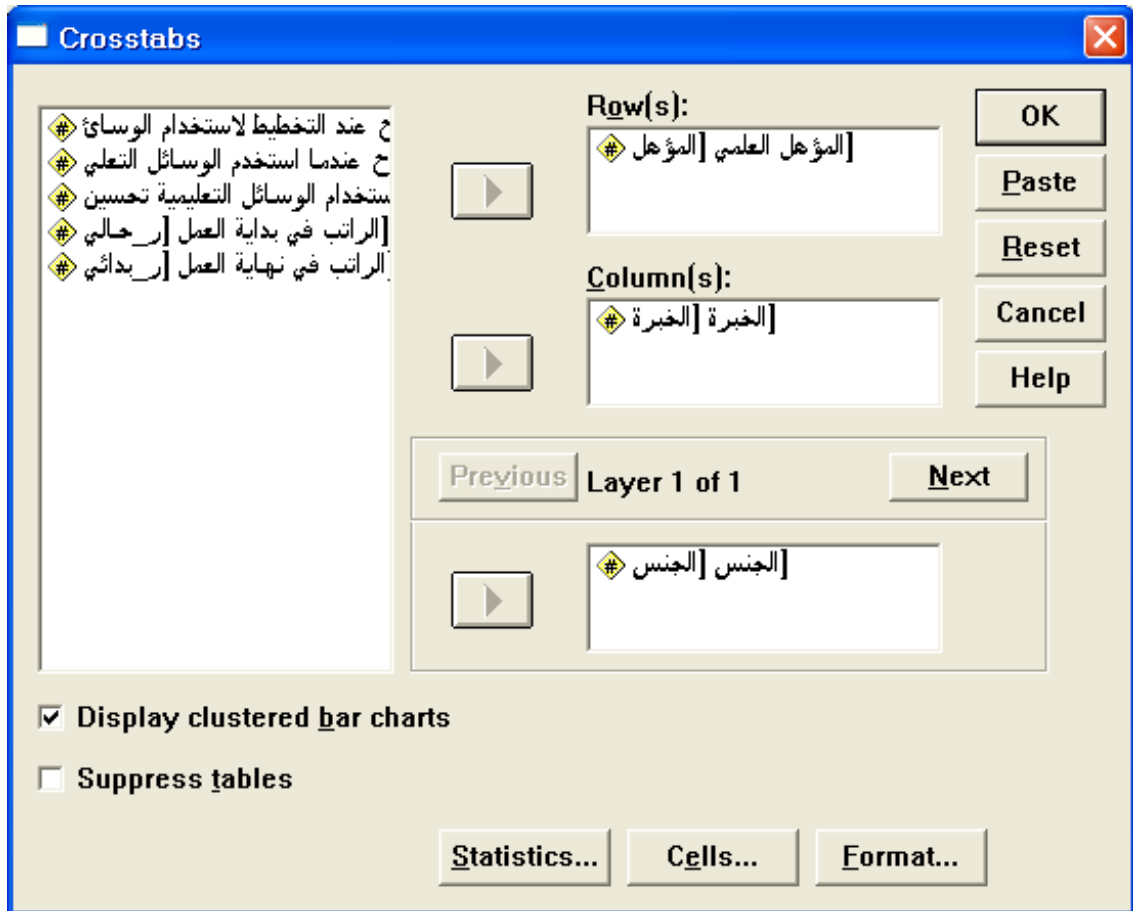 Crosstabs
ح عند التخطيط لاستخدام الوسائ
ح عندما استخدم الوسائل التعلي
ستخدام الوسائل التعليمية تحسين
الراتب في بداية العمل [ر_حالي]
الراتب في نهاية العمل [ر_بدائي
Row(s):
المؤهل العلمي [المؤهل]
Column(s):
الخبرة [الخبرة]
OK
Paste
Reset
Cancel
Help
Previous
Layer 1 of 1
Next
الجنس [الجنس]
Display clustered bar charts
Suppress tables
Statistics...
Cells...
Format...